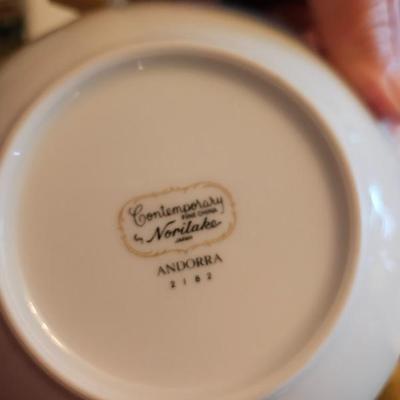 Contemporary
FINE CHINA
by Noritake
JAPAN
ANDORRA
2182